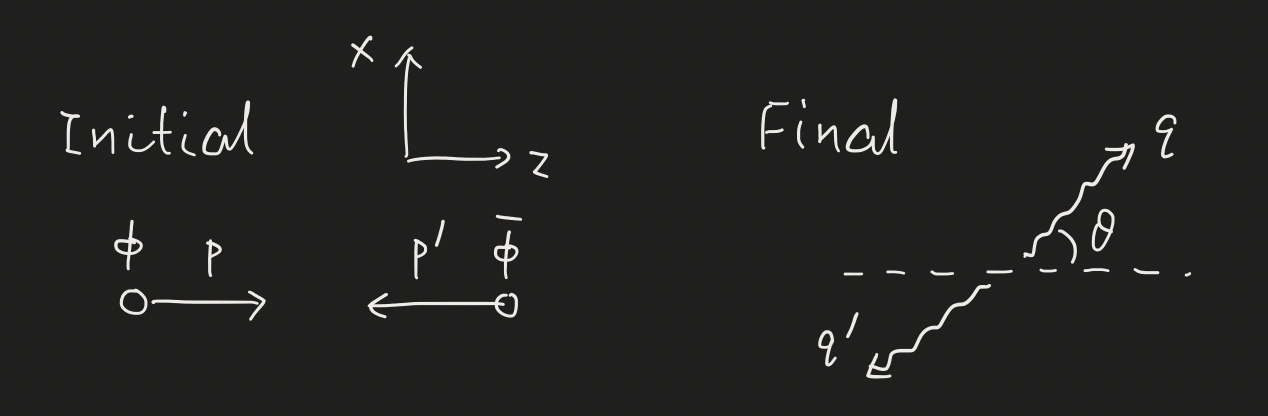 Initial
x
z
ϕ p p′ ϕ̅
Final
q
θ
q′